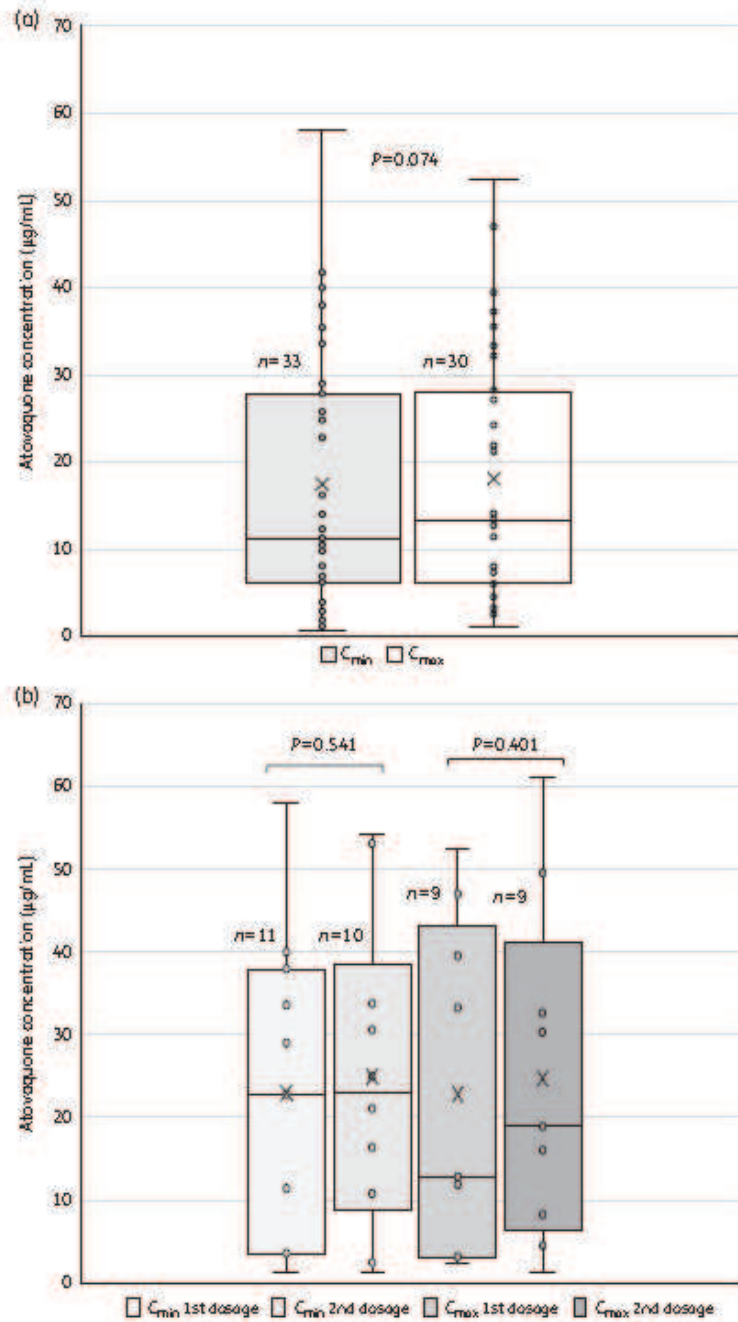 (a)
70
60
50
40
30
20
10
0
Atovaquone concentration (µg/mL)
P=0.074
n=33
n=30
Cmin Cmax
(b)
70
60
50
40
30
20
10
0
Atovaquone concentration (µg/mL)
P=0.541
P=0.401
n=11
n=10
n=9
n=9
Cmin 1st dosage Cmin 2nd dosage Cmax 1st dosage Cmax 2nd dosage